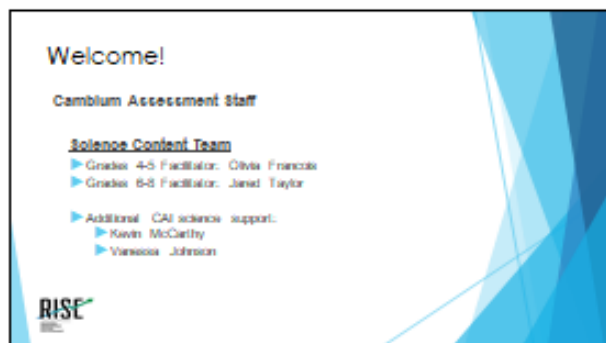 Welcome!
Cambium Assessment Staff
Science Content Team
Grades 4-5 Facilitator: Olivia Francois
Grades 6-8 Facilitator: Jared Taylor
Additional CAI science support:
Kevin McCarthy
Vanessa Johnson
RISE